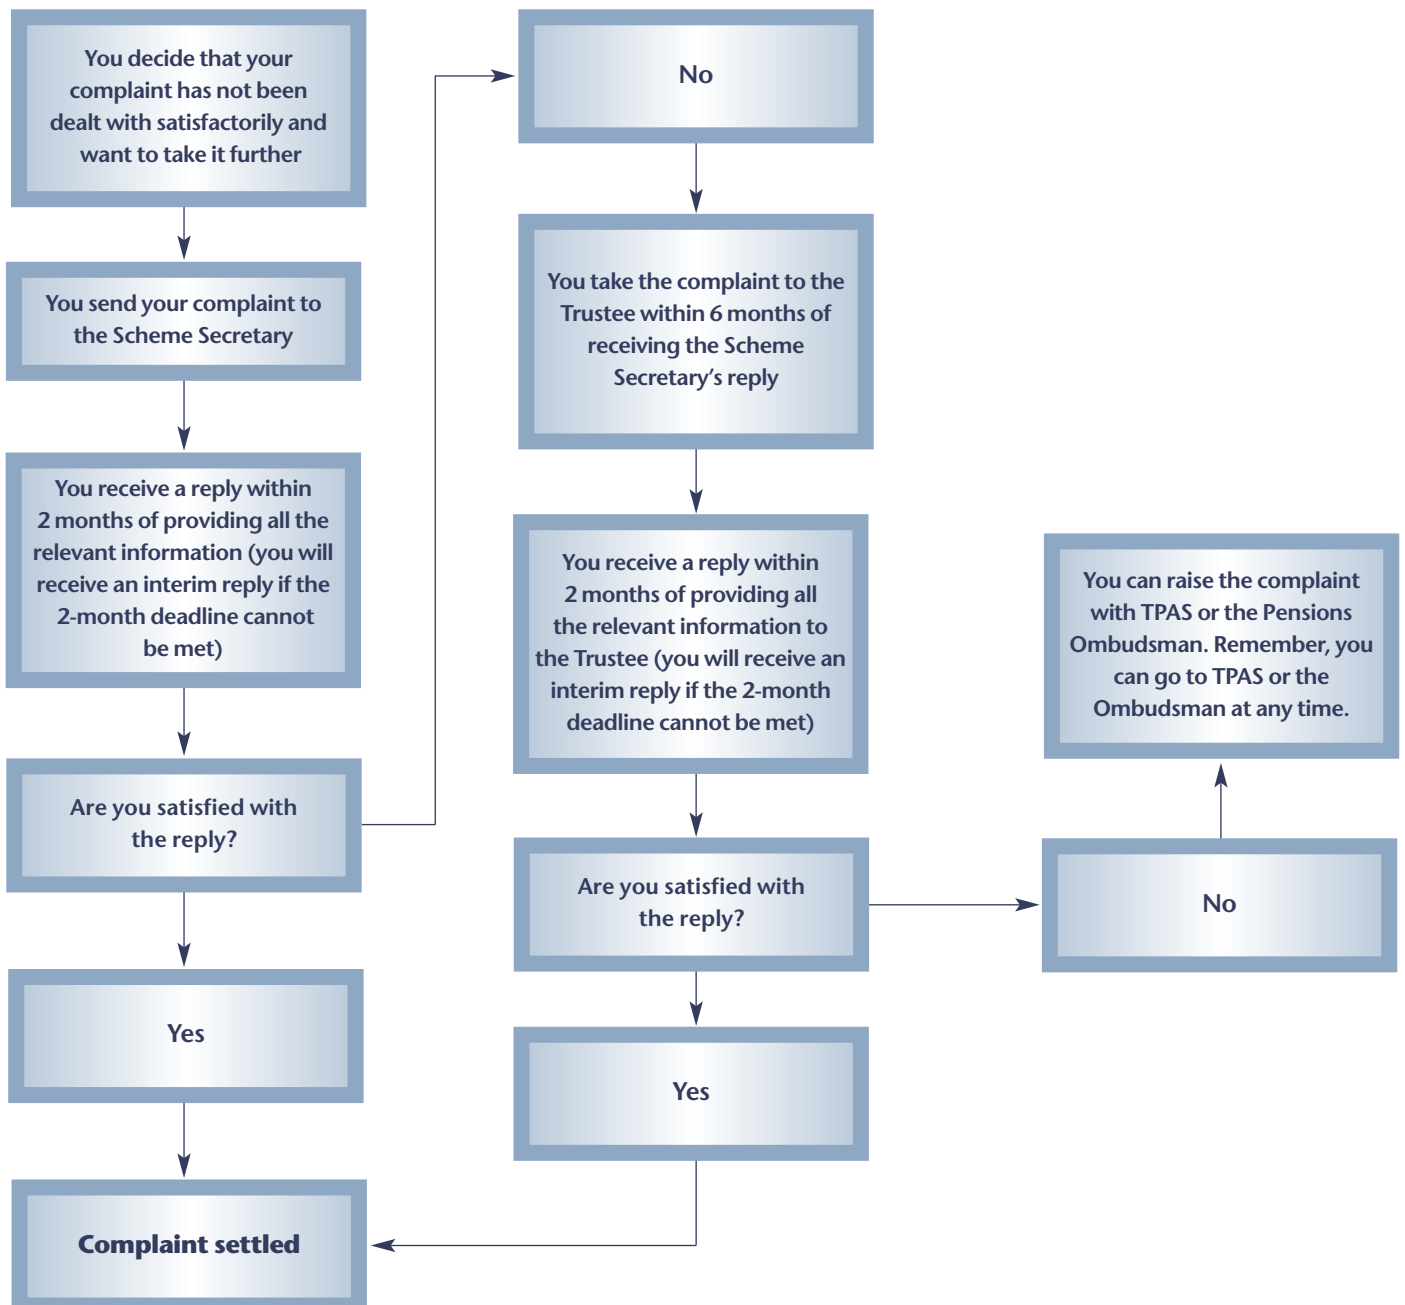 You decide that your
complaint has not been
dealt with satisfactorily and
want to take it further
You send your complaint to
the Scheme Secretary
You receive a reply within
2 months of providing all the
relevant information (you will
receive an interim reply if the
2-month deadline cannot
be met)
Are you satisfied with
the reply?
Yes
Complaint settled
No
You take the complaint to the
Trustee within 6 months of
receiving the Scheme
Secretary’s reply
You receive a reply within
2 months of providing all
the relevant information to
the Trustee (you will receive an
interim reply if the 2-month
deadline cannot be met)
Are you satisfied with
the reply?
Yes
No
You can raise the complaint
with TPAS or the Pensions
Ombudsman. Remember, you
can go to TPAS or the
Ombudsman at any time.